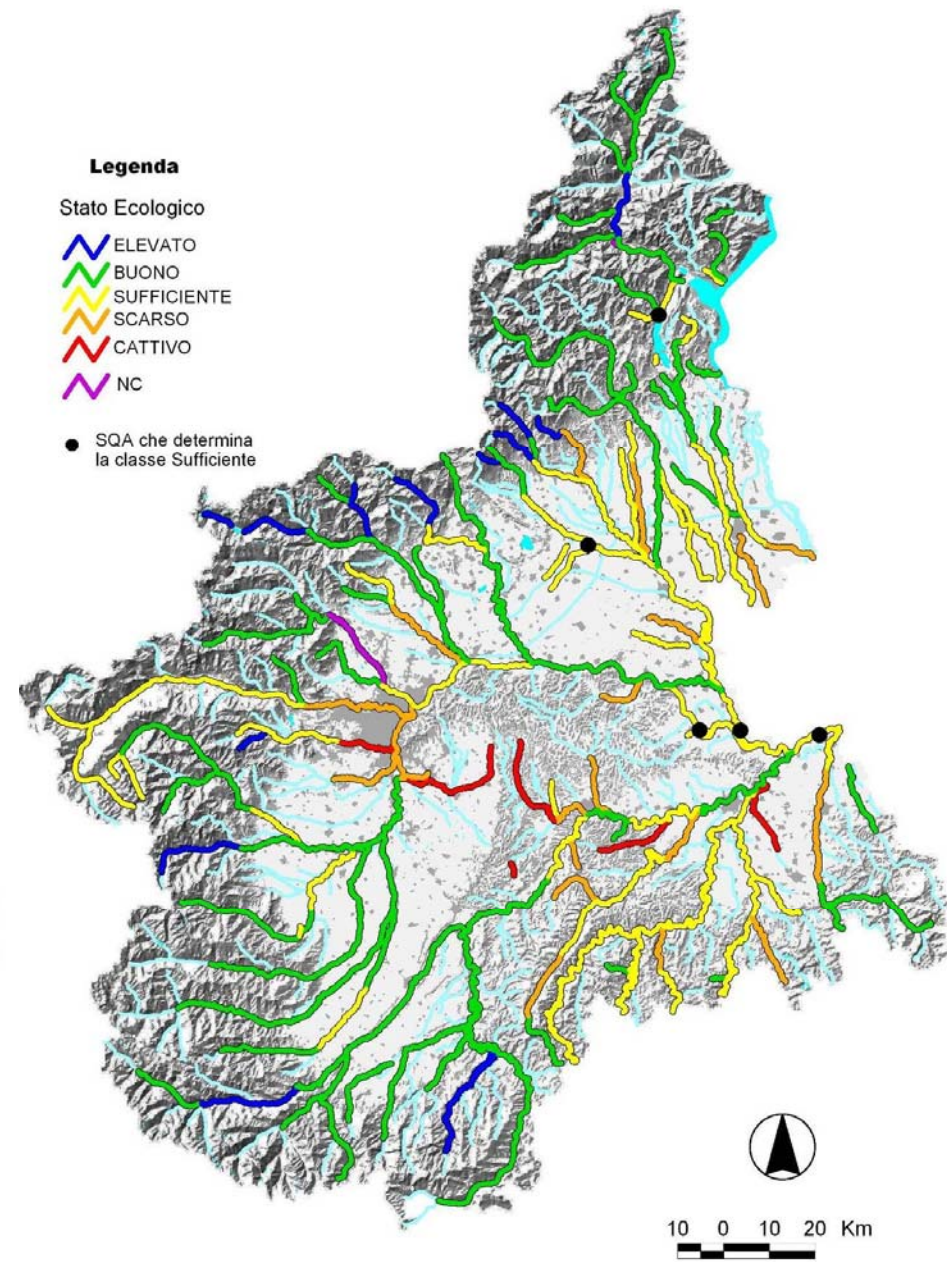 Legenda
Stato Ecologico
ELEVATO
BUONO
SUFFICIENTE
SCARSO
CATTIVO
NC
SQA che determina
la classe Sufficiente
10 0 10 20 Km